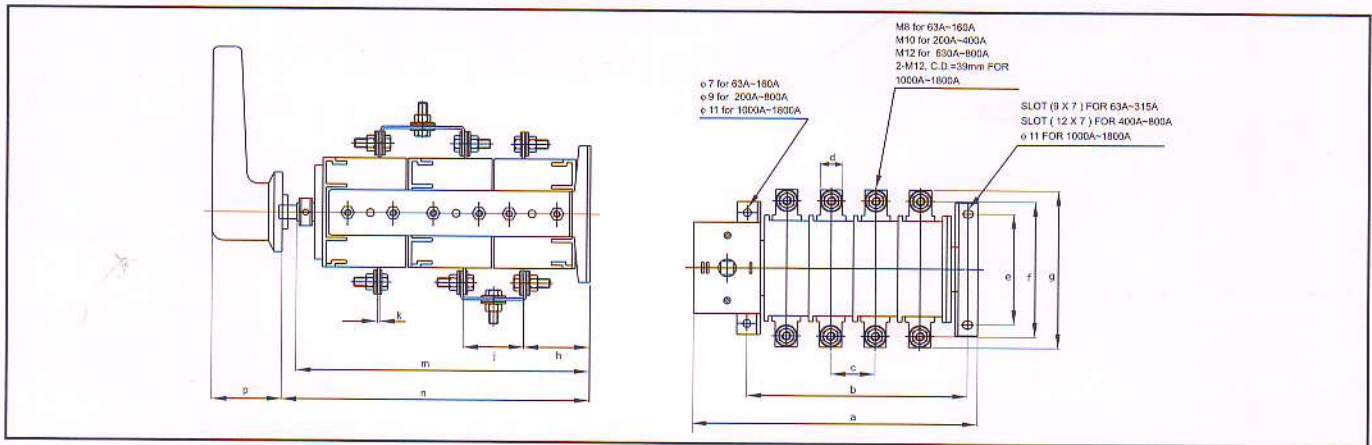 M8 for 63A~160A
M10 for 200A~400A
M12 for 630A~800A
2-M12, C.D.=39mm FOR
1000A~1800A
φ 7 for 63A~160A
φ 9 for 200A~800A
φ 11 for 1000A~1800A
SLOT (9 X 7 ) FOR 63A~315A
SLOT ( 12 X 7 ) FOR 400A~800A
φ 11 FOR 1000A~1800A
d
II
I
e
f
g
k
j
h
c
m
b
p
n
a